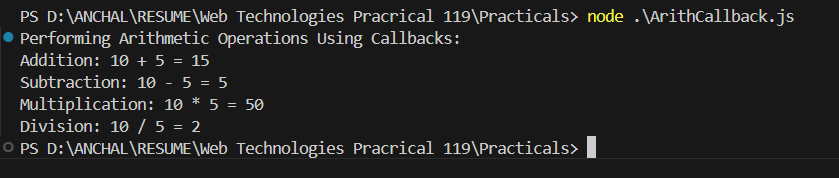 PS D:\ANCHAL\RESUME\Web Technologies Pracrical 119\Practicals> node .\ArithCallback.js
Performing Arithmetic Operations Using Callbacks:
Addition: 10 + 5 = 15
Subtraction: 10 - 5 = 5
Multiplication: 10 * 5 = 50
Division: 10 / 5 = 2
PS D:\ANCHAL\RESUME\Web Technologies Pracrical 119\Practicals>